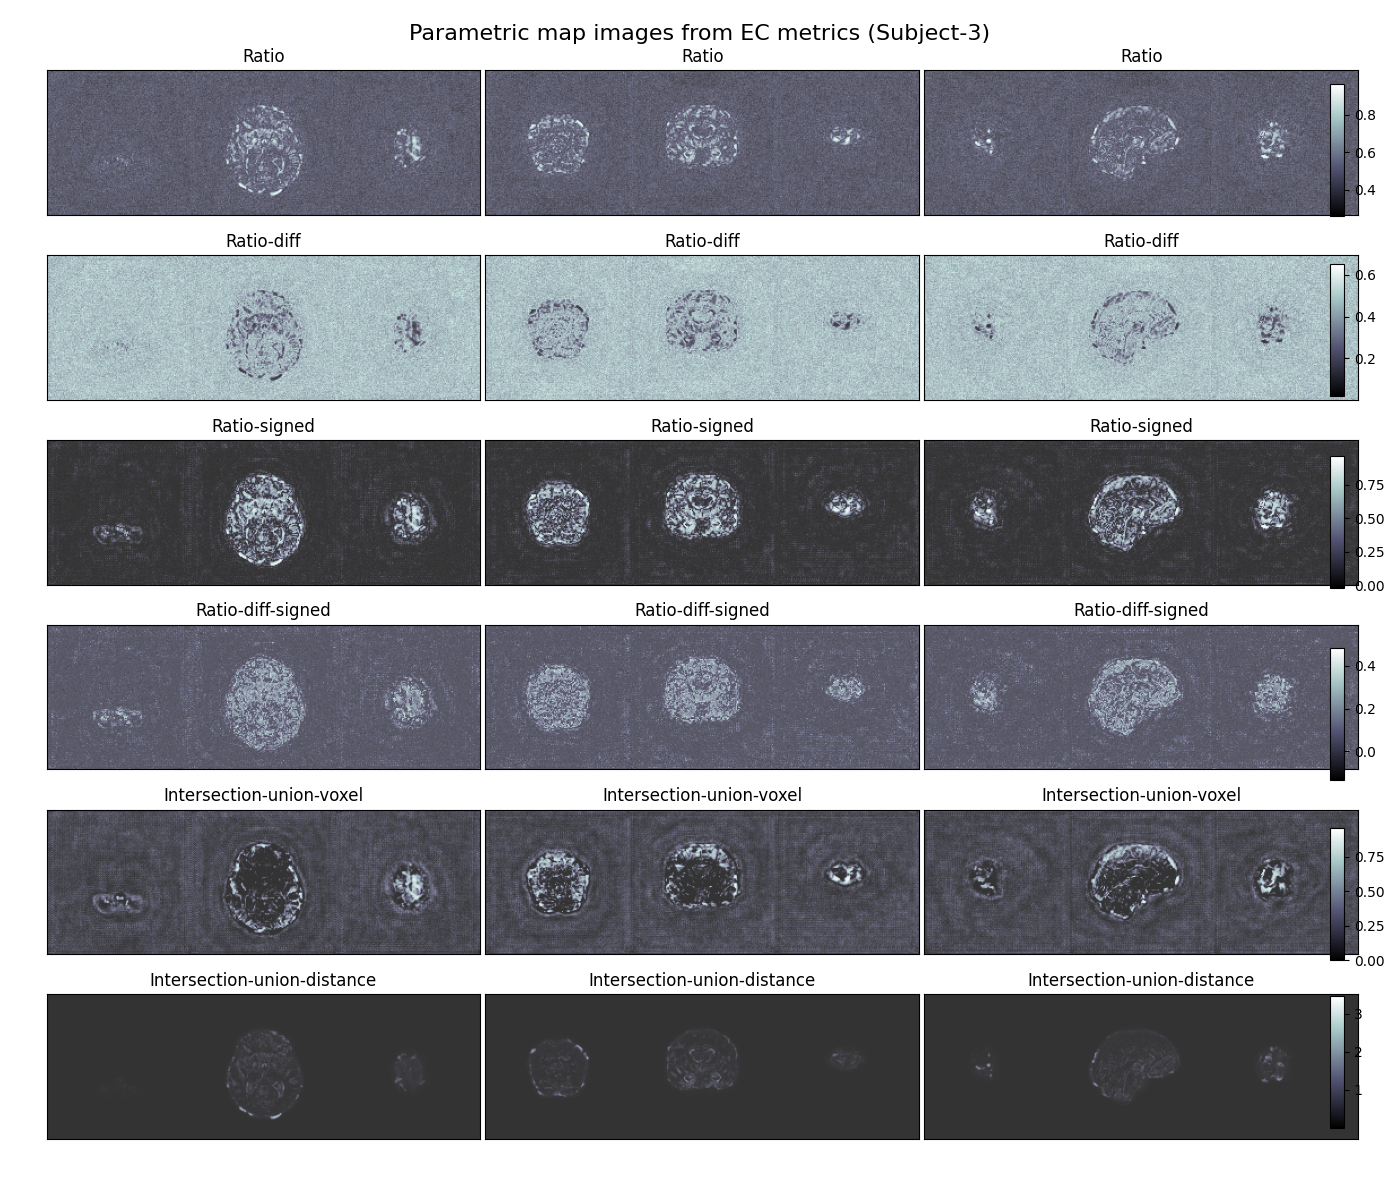 Parametric map images from EC metrics (Subject-3)
Ratio Ratio Ratio
0.8
0.6
0.4
Ratio-diff Ratio-diff Ratio-diff
0.6
0.4
0.2
Ratio-signed Ratio-signed Ratio-signed
0.75
0.50
0.25
0.00
Ratio-diff-signed Ratio-diff-signed Ratio-diff-signed
0.4
0.2
0.0
Intersection-union-voxel Intersection-union-voxel Intersection-union-voxel
0.75
0.50
0.25
0.00
Intersection-union-distance Intersection-union-distance Intersection-union-distance
3
2
1